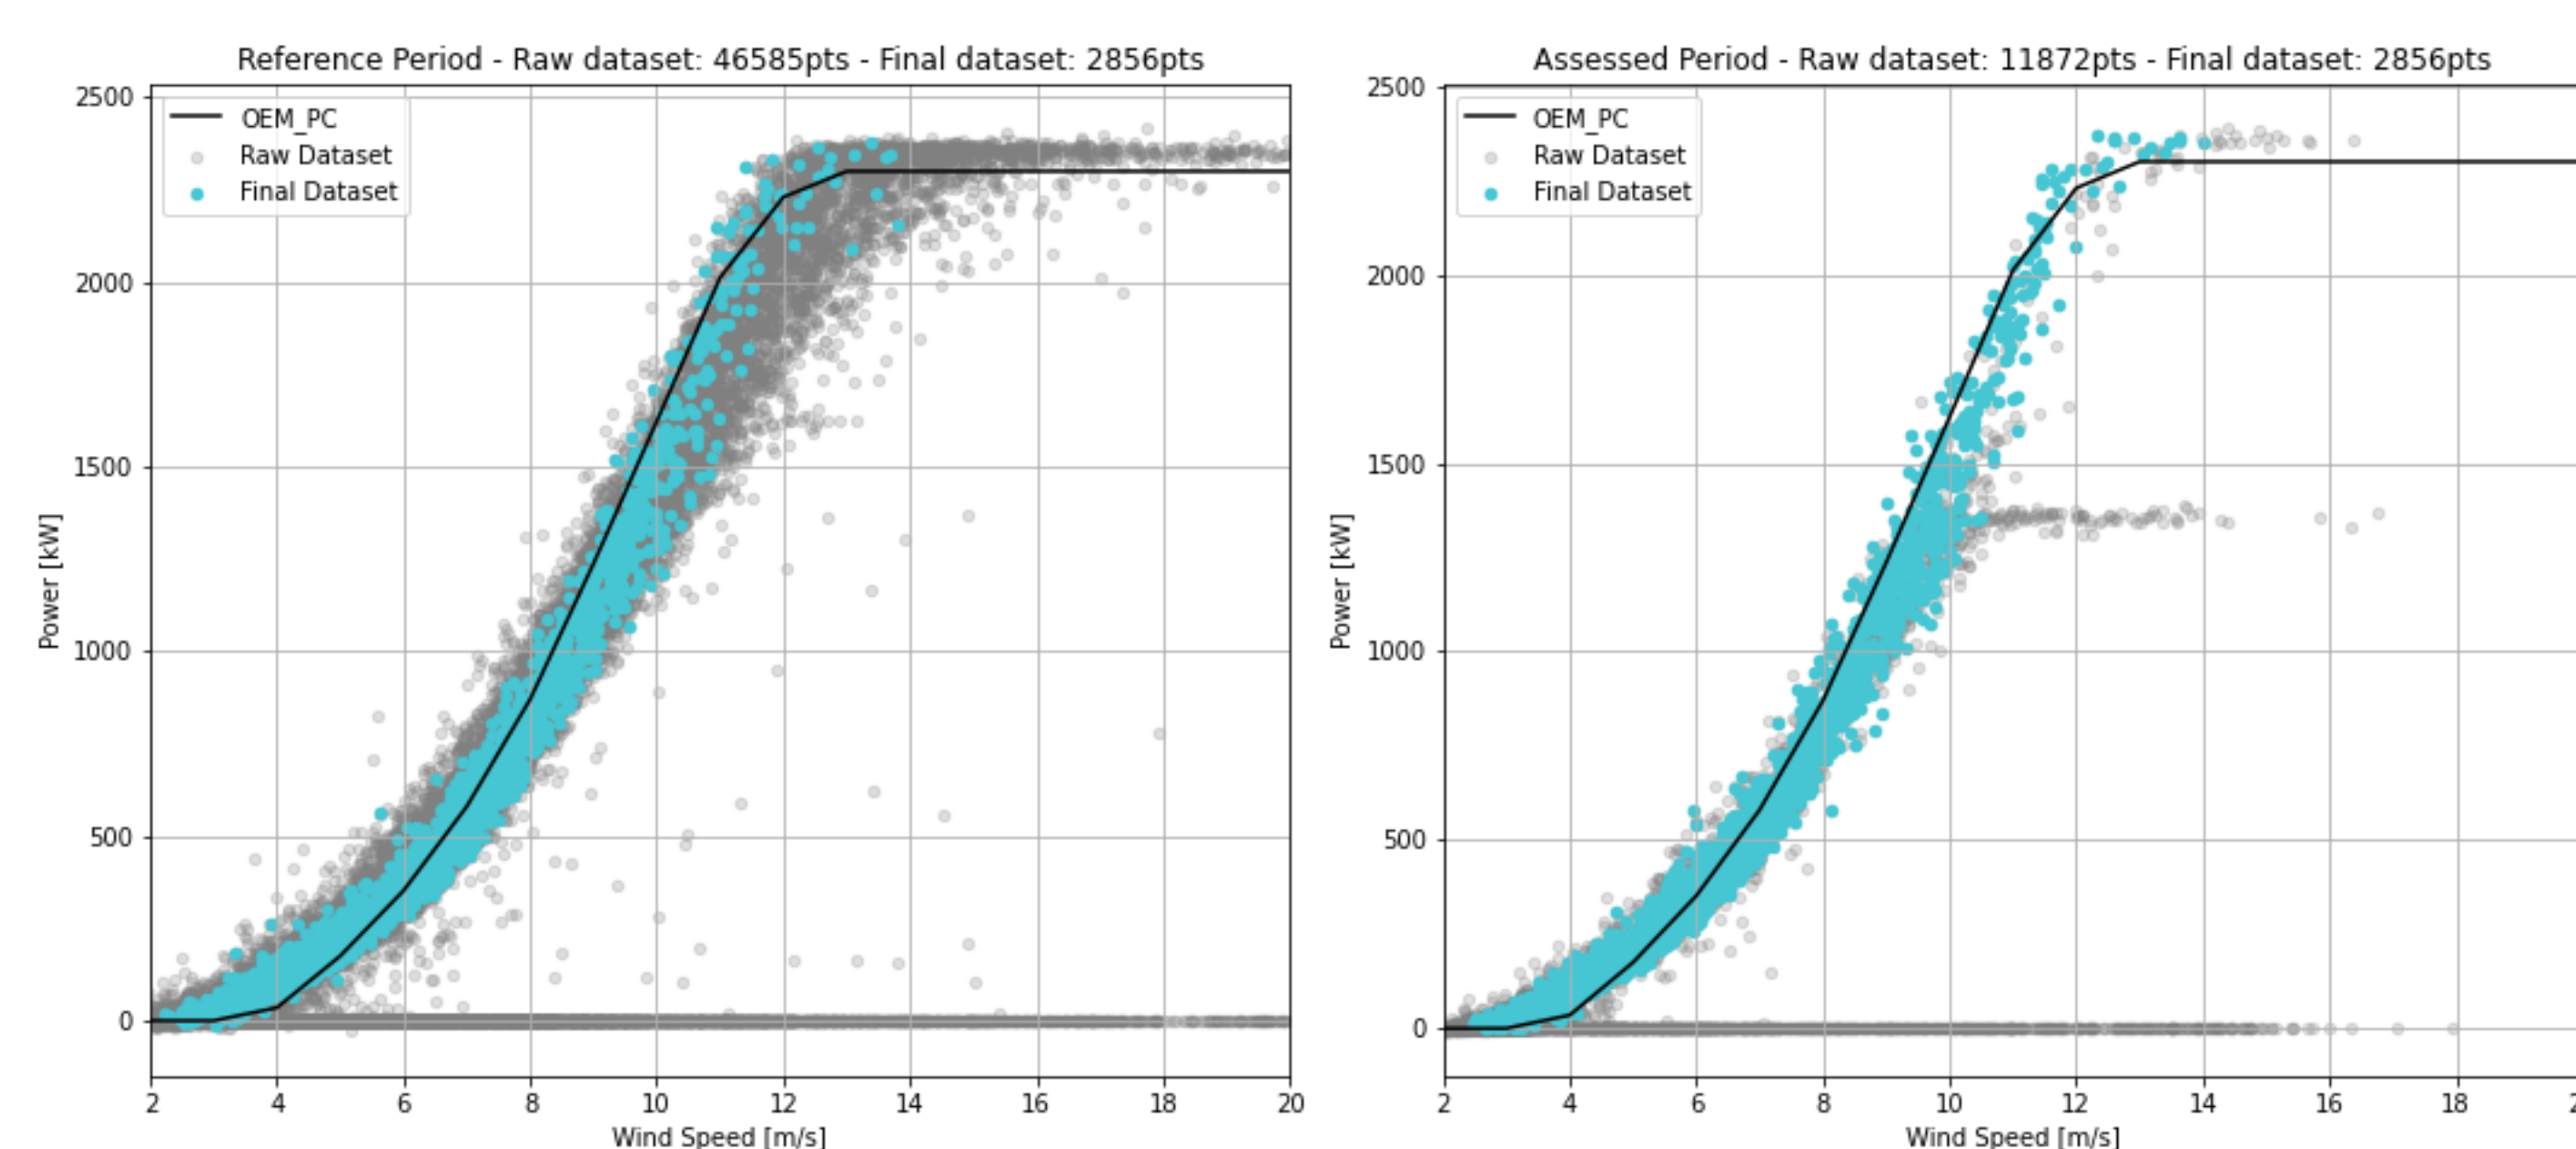 Reference Period - Raw dataset: 46585pts - Final dataset: 2856pts
2500
2000
1500
1000
500
0
Power [kW]
OEM_PC
Raw Dataset
Final Dataset
2 4 6 8 10 12 14 16 18 20
Wind Speed [m/s]
Assessed Period - Raw dataset: 11872pts - Final dataset: 2856pts
2500
2000
1500
1000
500
0
Power [kW]
OEM_PC
Raw Dataset
Final Dataset
2 4 6 8 10 12 14 16 18
Wind Speed [m/s]